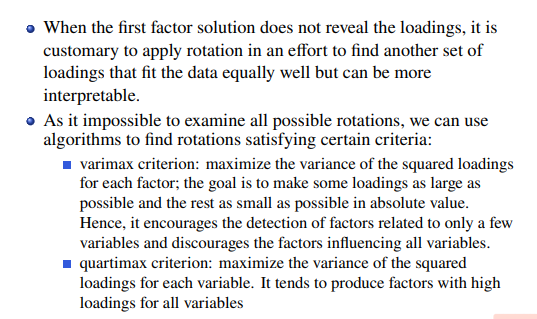 When the first factor solution does not reveal the loadings, it is
customary to apply rotation in an effort to find another set of
loadings that fit the data equally well but can be more
interpretable.
As it impossible to examine all possible rotations, we can use
algorithms to find rotations satisfying certain criteria:
varimax criterion: maximize the variance of the squared loadings
for each factor; the goal is to make some loadings as large as
possible and the rest as small as possible in absolute value.
Hence, it encourages the detection of factors related to only a few
variables and discourages the factors influencing all variables.
quartimax criterion: maximize the variance of the squared
loadings for each variable. It tends to produce factors with high
loadings for all variables